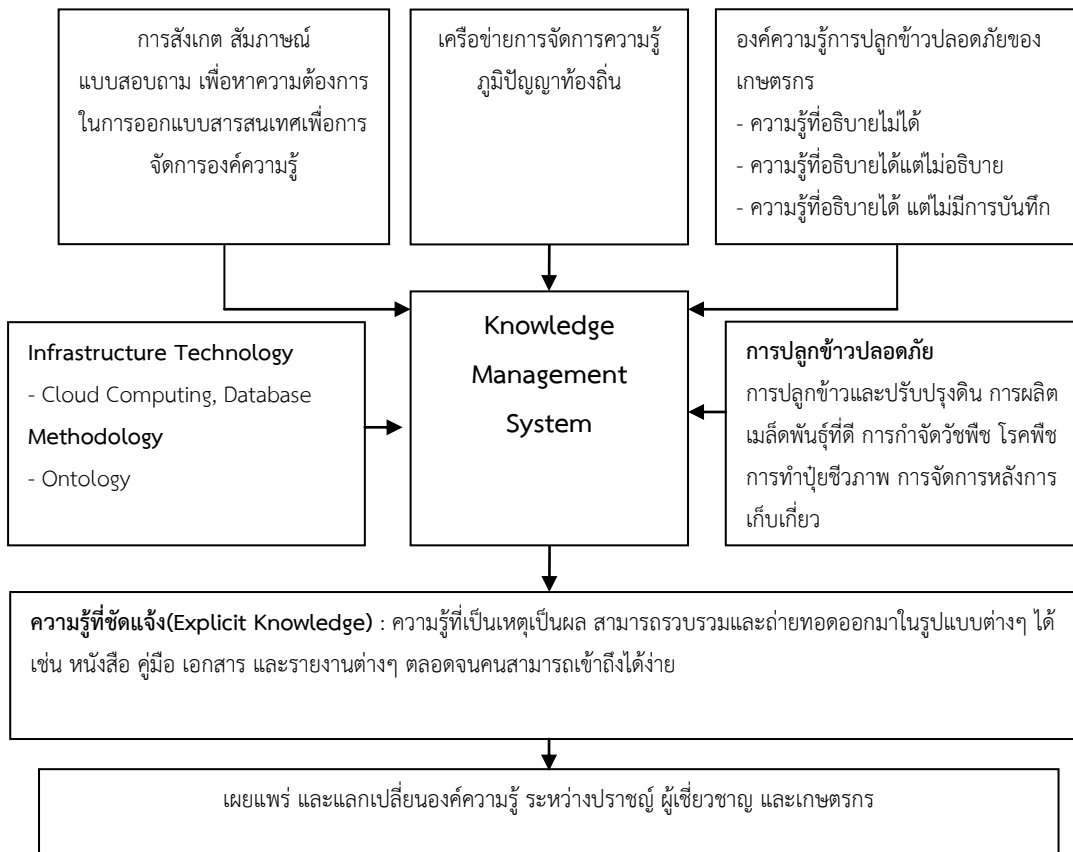 การสังเกต สัมภาษณ์
แบบสอบถาม เพื่อหาความต้องการ
ในการออกแบบสารสนเทศเพื่อการ
จัดการองค์ความรู้
เครือข่ายการจัดการความรู้
ภูมิปัญญาท้องถิ่น
องค์ความรู้การปลูกข้าวปลอดภัยของ
เกษตรกร
- ความรู้ที่อธิบายไม่ได้
- ความรู้ที่อธิบายได้แต่ไม่อธิบาย
- ความรู้ที่อธิบายได้ แต่ไม่มีการบันทึก
Infrastructure Technology
- Cloud Computing, Database
Methodology
- Ontology
Knowledge
Management
System
การปลูกข้าวปลอดภัย
การปลูกข้าวและปรับปรุงดิน การผลิต
เมล็ดพันธุ์ที่ดี การกำจัดวัชพืช โรคพืช
การทำปุ๋ยชีวภาพ การจัดการหลังการ
เก็บเกี่ยว
ความรู้ที่ชัดแจ้ง(Explicit Knowledge) : ความรู้ที่เป็นเหตุเป็นผล สามารถรวบรวมและถ่ายทอดออกมาในรูปแบบต่างๆ ได้
เช่น หนังสือ คู่มือ เอกสาร และรายงานต่างๆ ตลอดจนคนสามารถเข้าถึงได้ง่าย
เผยแพร่ และแลกเปลี่ยนองค์ความรู้ ระหว่างปราชญ์ ผู้เชี่ยวชาญ และเกษตรกร